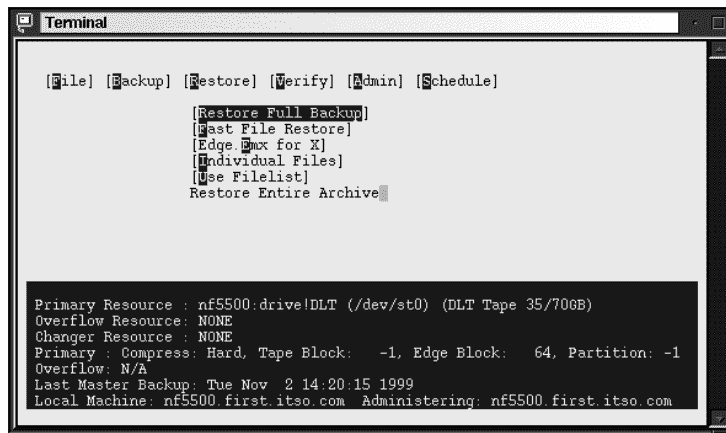 Terminal
[File] [Backup] [Restore] [Verify] [Admin] [Schedule]
[Restore Full Backup]
[Fast File Restore]
[Edge.Emx for X]
[Individual Files]
[Use Filelist]
Restore Entire Archive
Primary Resource : nf5500:drive!DLT (/dev/st0) (DLT Tape 35/70GB)
Overflow Resource: NONE
Changer Resource : NONE
Primary : Compress: Hard, Tape Block: -1, Edge Block: 64, Partition: -1
Overflow: N/A
Last Master Backup: Tue Nov 2 14:20:15 1999
Local Machine: nf5500.first.itso.com Administering: nf5500.first.itso.com